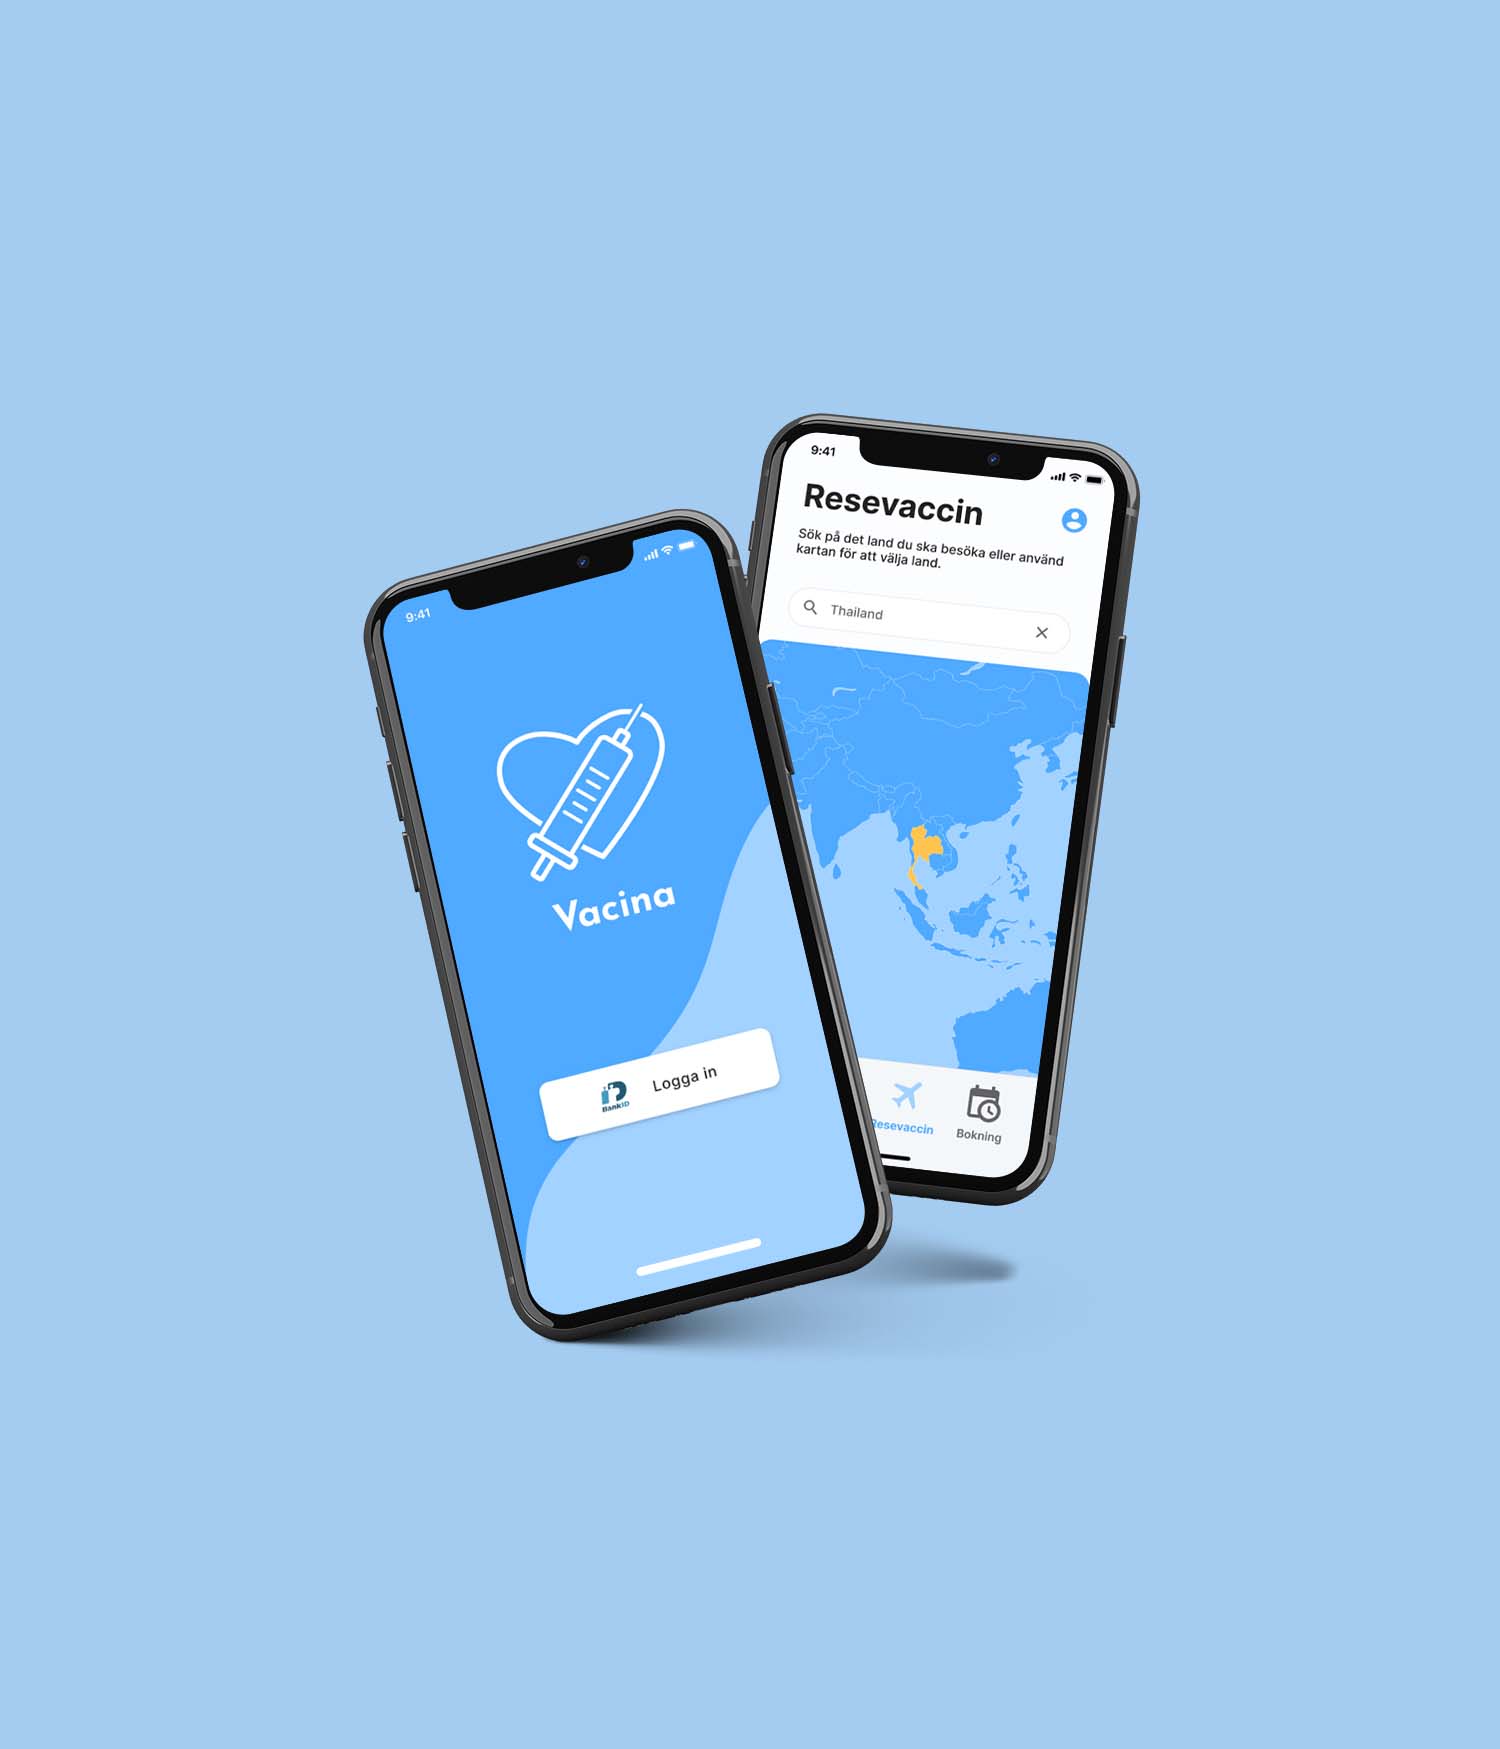 9:41
Vacina
BankID
Logga in
9:41
Resevaccin
Sök på det land du ska besöka eller använd
kartan för att välja land.
Thailand
Resevaccin
Bokning